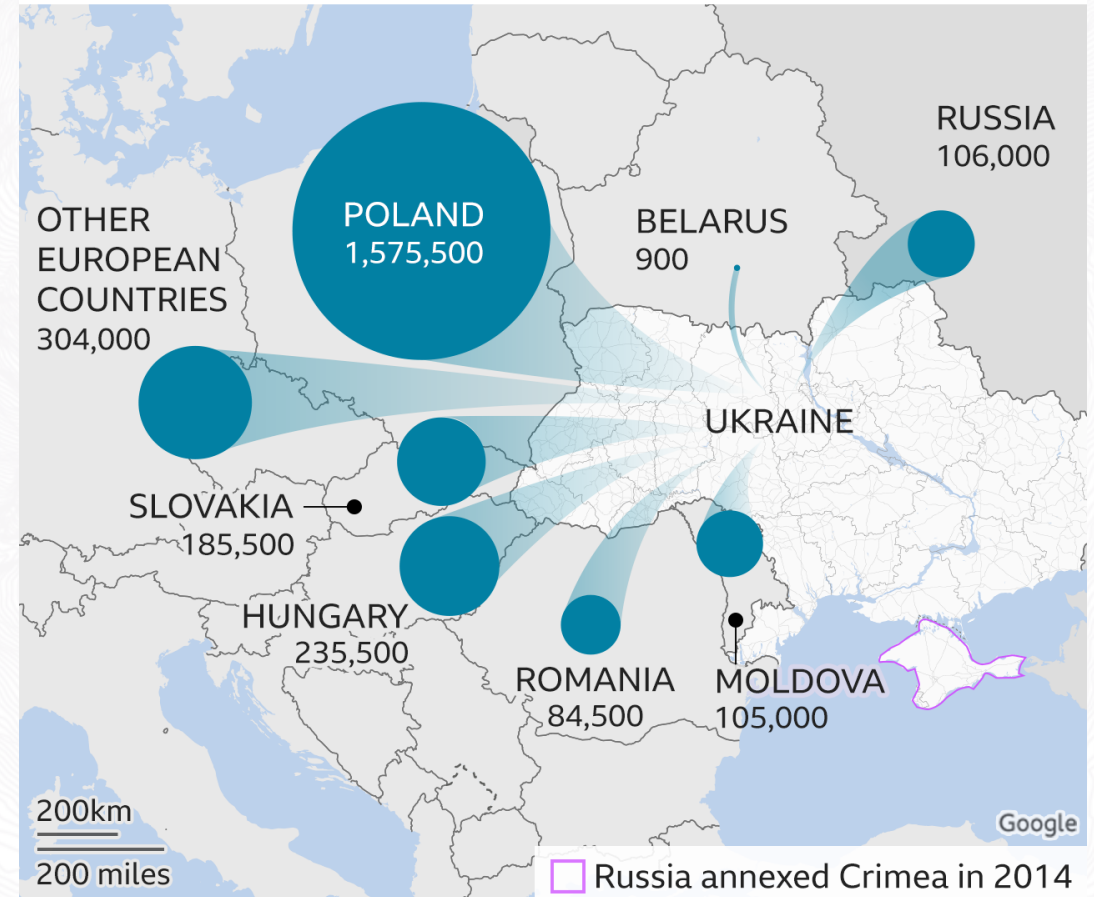 RUSSIA
106,000
POLAND
1,575,500
BELARUS
900
OTHER
EUROPEAN
COUNTRIES
304,000
UKRAINE
SLOVAKIA
185,500
HUNGARY
235,500
ROMANIA
84,500
MOLDOVA
105,000
200km
200 miles
Google
Russia annexed Crimea in 2014